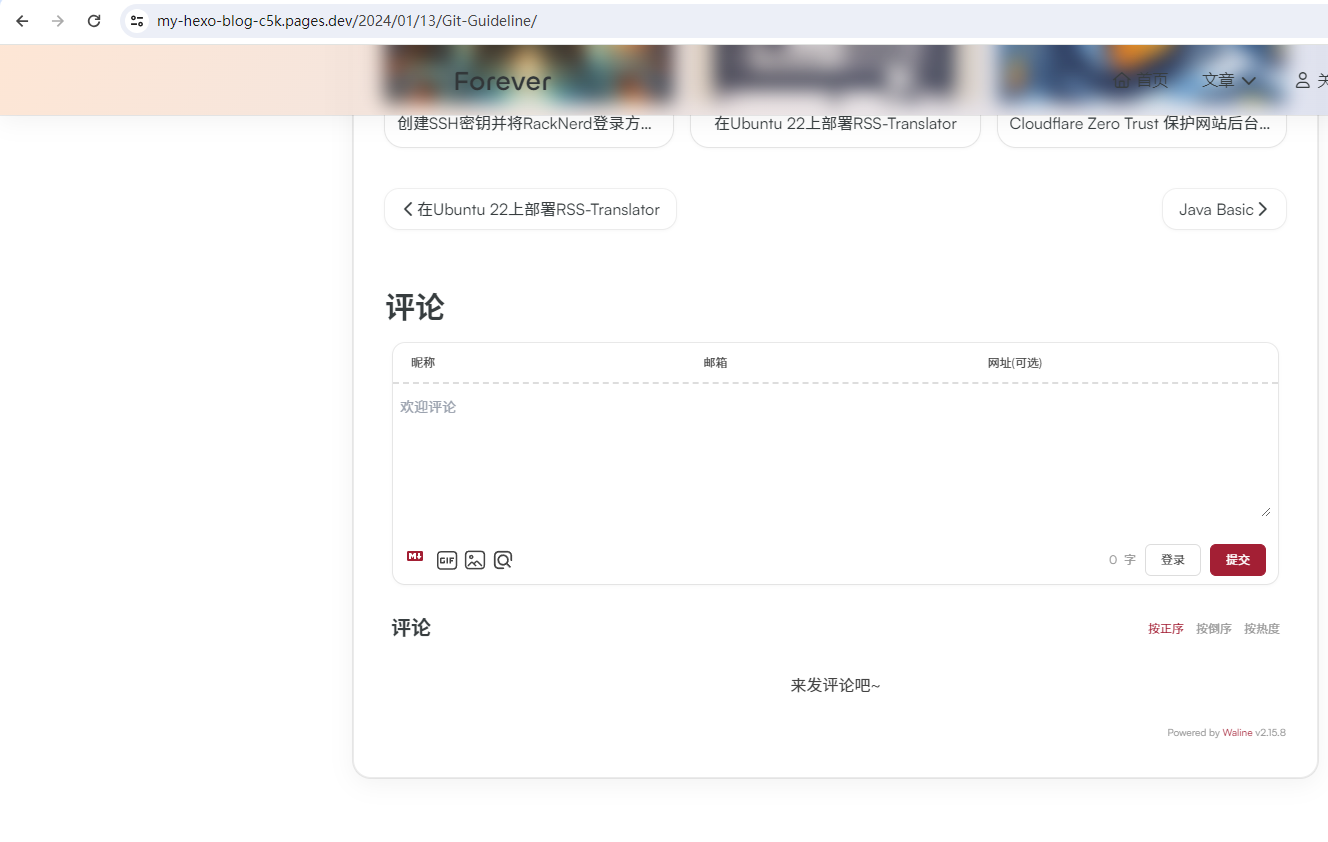 my-hexo-blog-c5k.pages.dev/2024/01/13/Git-Guideline/
Forever 首页 文章 关
创建SSH密钥并将RackNerd登录方... 在Ubuntu 22上部署RSS-Translator Cloudflare Zero Trust 保护网站后台...
在Ubuntu 22上部署RSS-Translator Java Basic
评论
昵称 邮箱 网址(可选)
欢迎评论
M↓ GIF 0 字 登录 提交
评论 按正序 按倒序 按热度
来发评论吧~
Powered by Waline v2.15.8